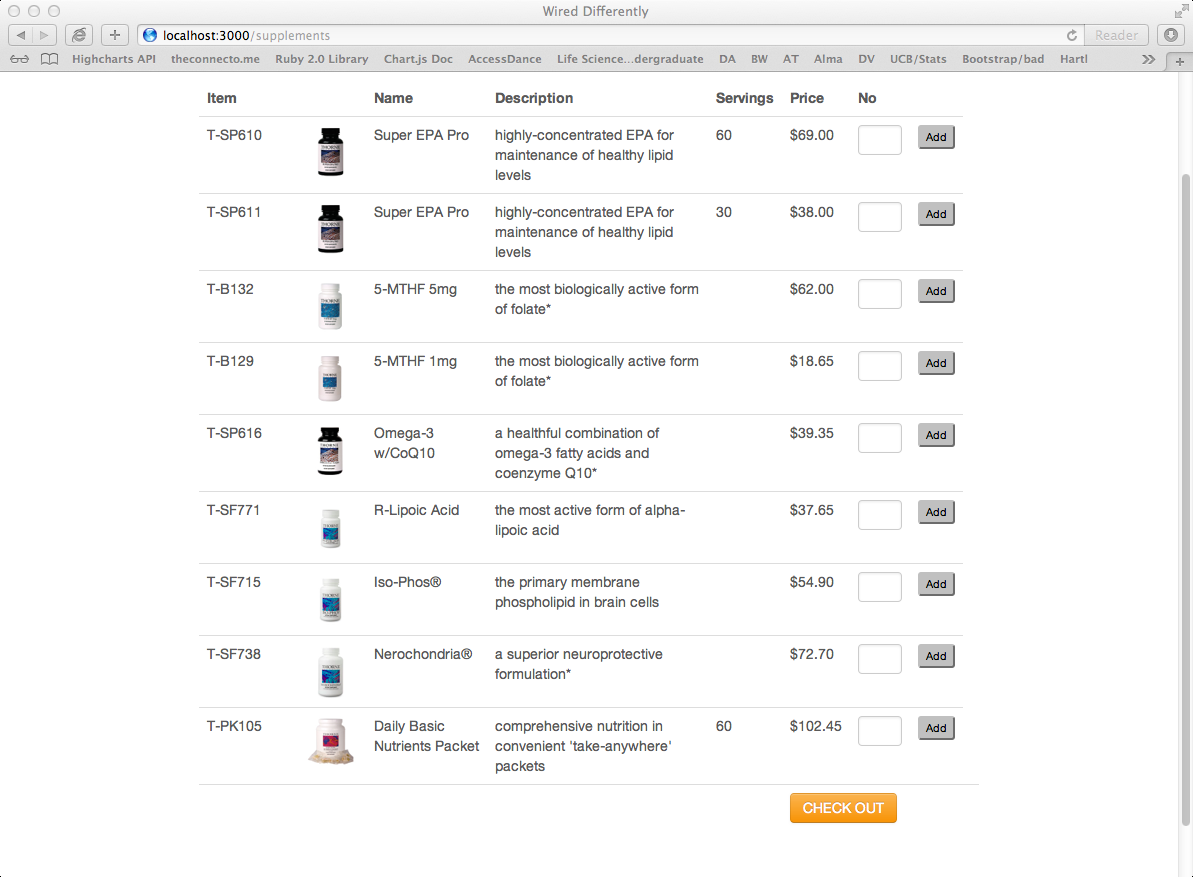 Wired Differently
localhost:3000/supplements
Reader
Highcharts API theconnecto.me Ruby 2.0 Library Chart.js Doc AccessDance Life Science...dergraduate DA BW AT Alma DV UCB/Stats Bootstrap/bad Hartl
Item Name Description Servings Price No
T-SP610 Super EPA Pro highly-concentrated EPA for 60 $69.00 Add
maintenance of healthy lipid
levels
T-SP611 Super EPA Pro highly-concentrated EPA for 30 $38.00 Add
maintenance of healthy lipid
levels
T-B132 5-MTHF 5mg the most biologically active form $62.00 Add
of folate*
T-B129 5-MTHF 1mg the most biologically active form $18.65 Add
of folate*
T-SP616 Omega-3 a healthful combination of $39.35 Add
w/CoQ10 omega-3 fatty acids and
coenzyme Q10*
T-SF771 R-Lipoic Acid the most active form of alpha- $37.65 Add
lipoic acid
T-SF715 Iso-Phos® the primary membrane $54.90 Add
phospholipid in brain cells
T-SF738 Nerochondria® a superior neuroprotective $72.70 Add
formulation*
T-PK105 Daily Basic comprehensive nutrition in 60 $102.45 Add
Nutrients Packet convenient 'take-anywhere'
packets
CHECK OUT